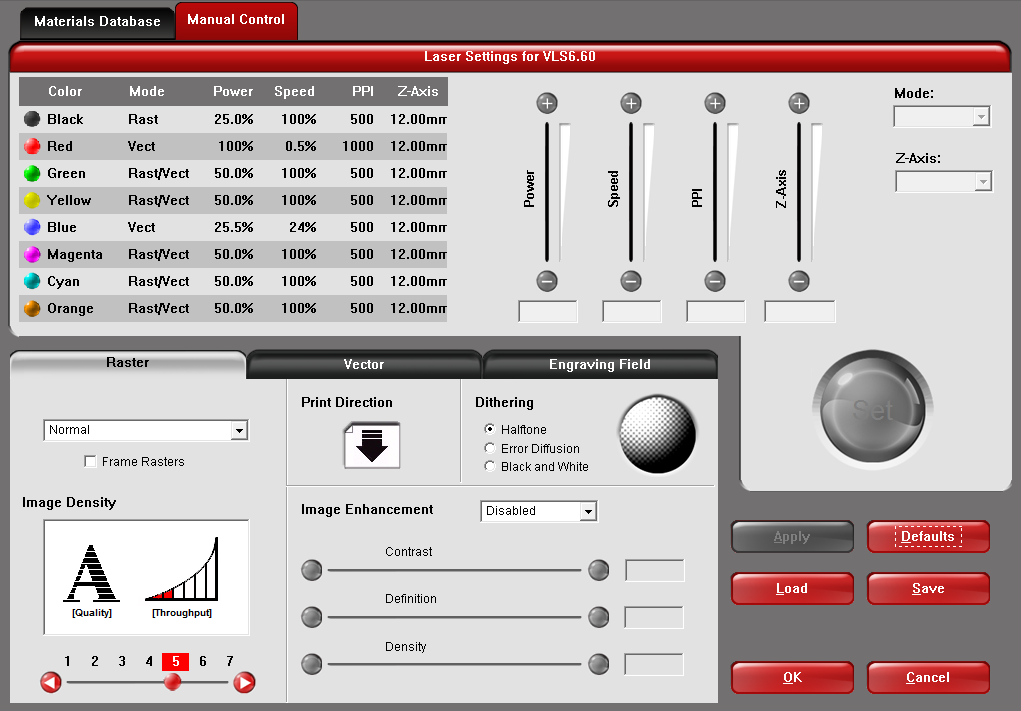 Materials Database
Manual Control
Laser Settings for VLS6.60
Color Mode Power Speed PPI Z-Axis
Black Rast 25.0% 100% 500 12.00mm
Red Vect 100% 0.5% 1000 12.00mm
Green Rast/Vect 50.0% 100% 500 12.00mm
Yellow Rast/Vect 50.0% 100% 500 12.00mm
Blue Vect 25.5% 24% 500 12.00mm
Magenta Rast/Vect 50.0% 100% 500 12.00mm
Cyan Rast/Vect 50.0% 100% 500 12.00mm
Orange Rast/Vect 50.0% 100% 500 12.00mm
Power
Speed
PPI
Z-Axis
Mode:
Z-Axis:
Set
Raster
Vector
Engraving Field
Normal
Frame Rasters
Image Density
A
[Quality]
[Throughput]
1 2 3 4 5 6 7
Print Direction
Dithering
Halftone
Error Diffusion
Black and White
Image Enhancement
Disabled
Contrast
Definition
Density
Apply
Defaults
Load
Save
OK
Cancel